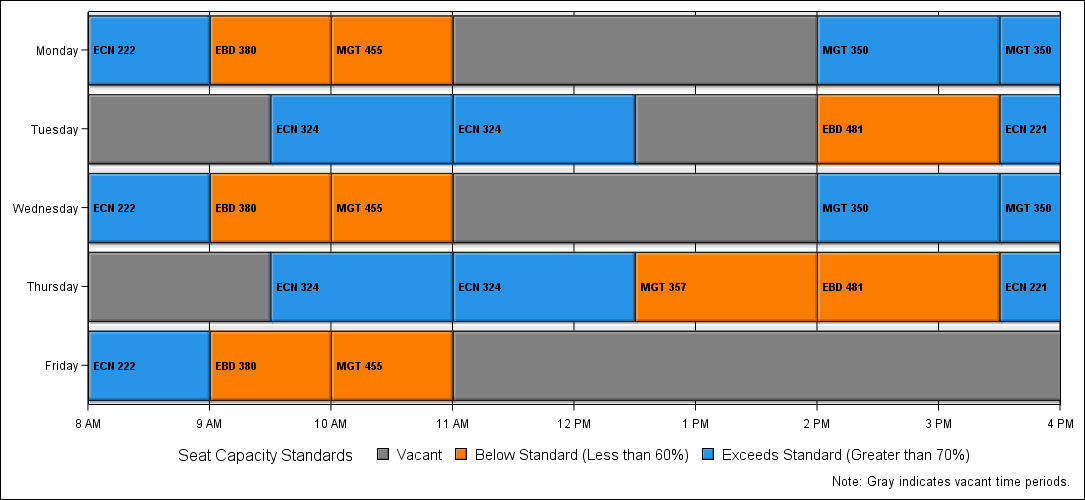 Monday ECN 222 EBD 380 MGT 455 MGT 350 MGT 350
Tuesday ECN 324 ECN 324 EBD 481 ECN 221
Wednesday ECN 222 EBD 380 MGT 455 MGT 350 MGT 350
Thursday ECN 324 ECN 324 MGT 357 EBD 481 ECN 221
Friday ECN 222 EBD 380 MGT 455
8 AM 9 AM 10 AM 11 AM 12 PM 1 PM 2 PM 3 PM 4 PM
Seat Capacity Standards Vacant Below Standard (Less than 60%) Exceeds Standard (Greater than 70%)
Note: Gray indicates vacant time periods.